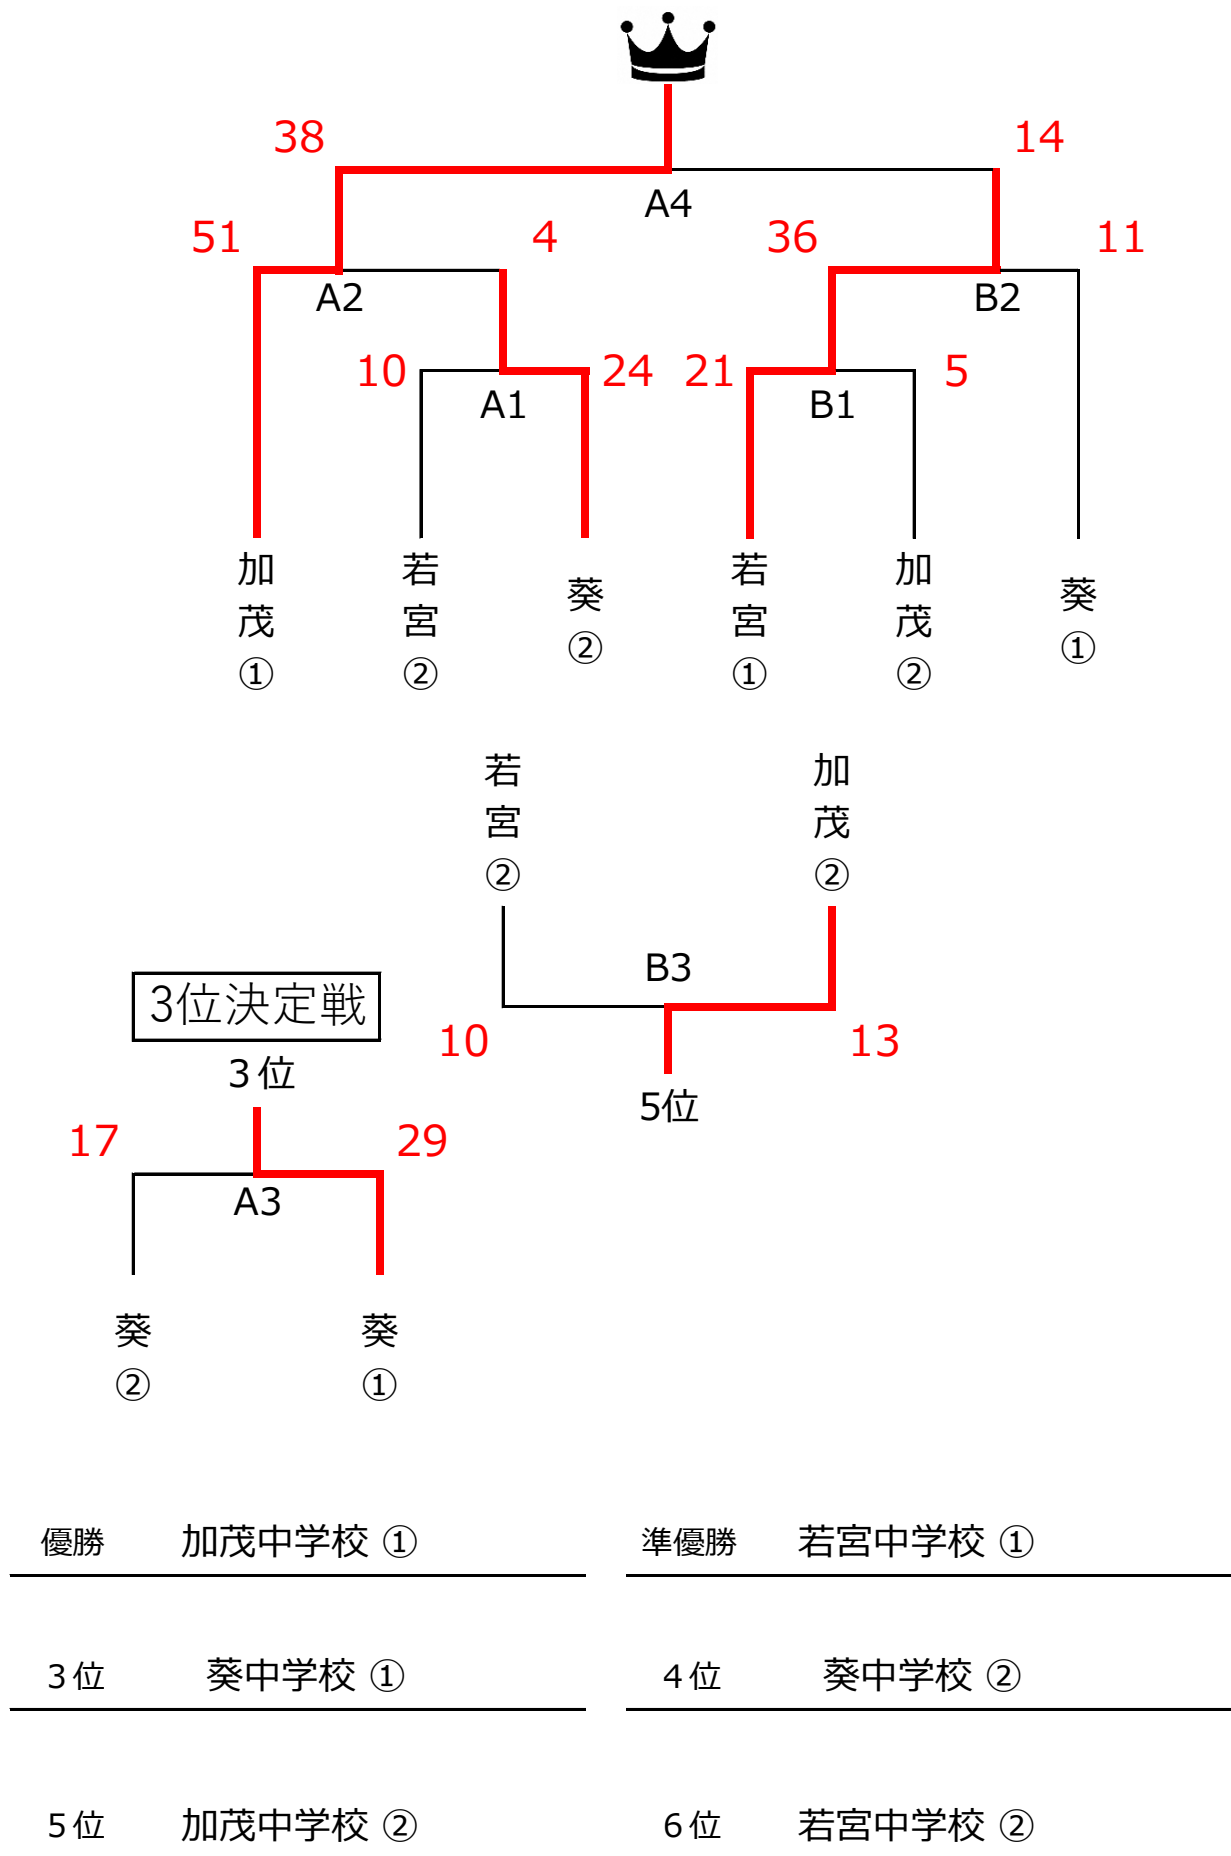 38 14
A4
51 4 36 11
A2 B2
10 24 21 5
A1 B1
加茂① 若宮② 葵② 若宮① 加茂② 葵①
若宮② 加茂②
B3
3位決定戦
10 13
3位
5位
17 29
A3
葵② 葵①
優勝 加茂中学校 ① 準優勝 若宮中学校 ①
3位 葵中学校 ① 4位 葵中学校 ②
5位 加茂中学校 ② 6位 若宮中学校 ②